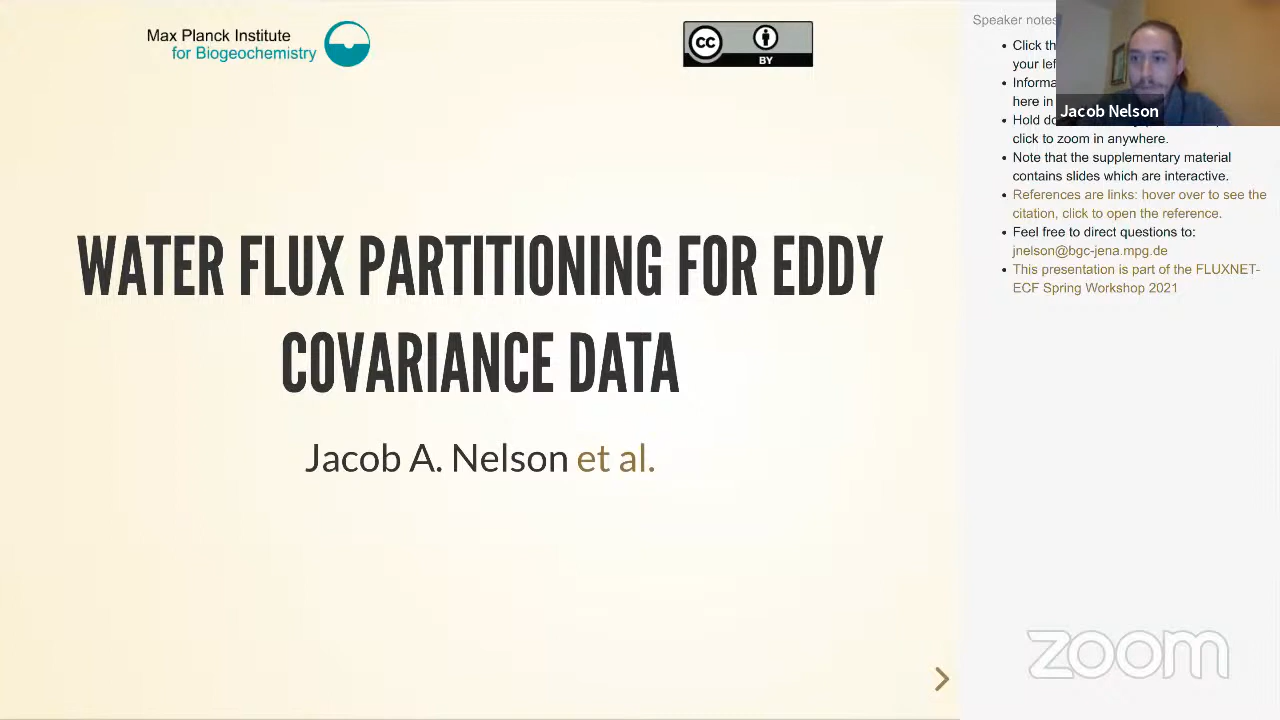 Max Planck Institute
for Biogeochemistry
CC
BY
WATER FLUX PARTITIONING FOR EDDY
COVARIANCE DATA
Jacob A. Nelson et al.
Speaker notes
Click th
your lef
Informa
here in
Hold do
click to zoom in anywhere.
Note that the supplementary material
contains slides which are interactive.
References are links: hover over to see the
citation, click to open the reference.
Feel free to direct questions to:
jnelson@bgc-jena.mpg.de
This presentation is part of the FLUXNET-
ECF Spring Workshop 2021
Jacob Nelson
zoom